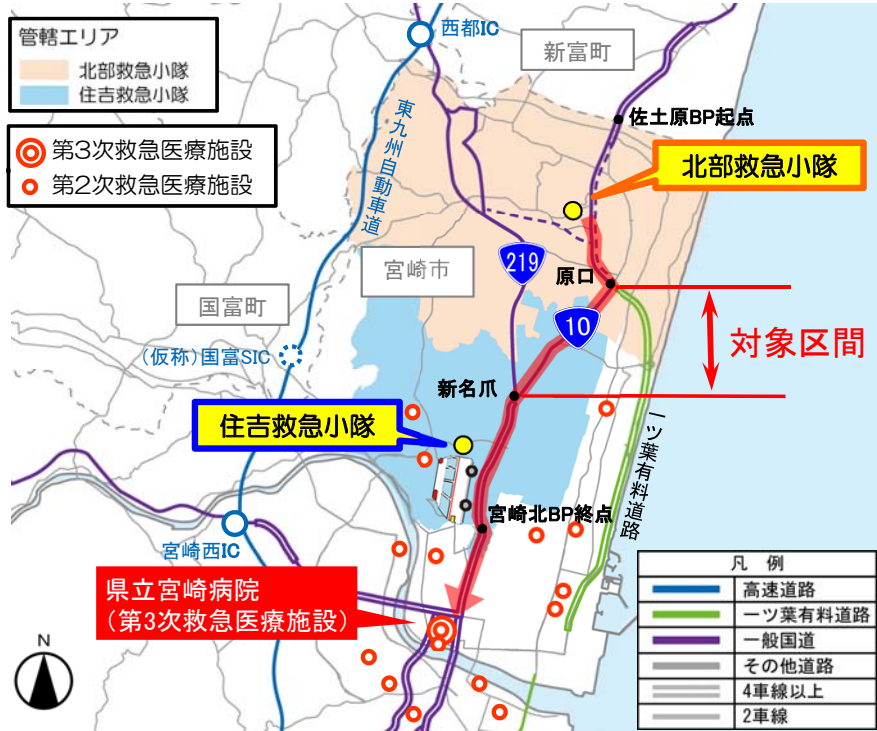 管轄エリア
北部救急小隊
住吉救急小隊
第3次救急医療施設
第2次救急医療施設
西都IC
新富町
東九州自動車道
佐土原BP起点
北部救急小隊
宮崎市
219
原口
国富町
10
対象区間
(仮称)国富SIC
新名爪
住吉救急小隊
一ツ葉有料道路
宮崎北BP終点
宮崎西IC
県立宮崎病院
(第3次救急医療施設)
N
凡 例
高速道路
一ツ葉有料道路
一般国道
その他道路
4車線以上
2車線